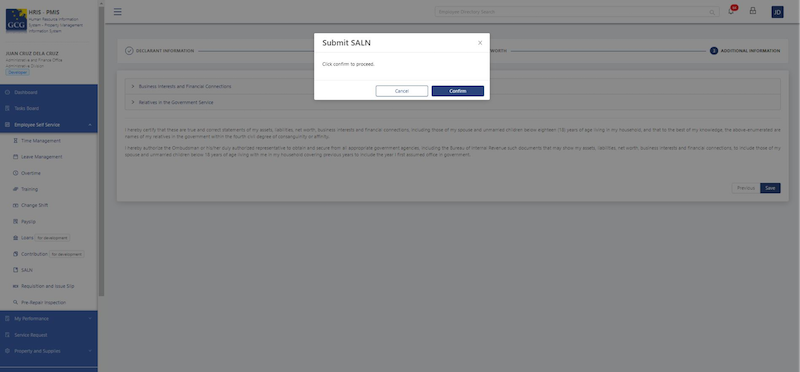 HRIS - PMIS
Human Resource Information
System - Property Management
Information System
GCG
JUAN CRUZ DELA CRUZ
Administrative and Finance Office
Developer
Dashboard
Tasks Board
Employee Self Service
Time Management
Leave Management
Overtime
Training
Change Shift
Payslip
Loans
Contribution
SALN
Requisition and Issue Slip
Pre Repair Inspection
My Performance
Service Request
Property and Supplies
JD
DECLARANT INFORMATION
WORTH
ADDITIONAL INFORMATION
Submit SALN
Click confirm to proceed.
Cancel
Confirm
Business Interests and Financial Connections
Relatives in the Government Service
I hereby certify that these are true and correct statements of my assets, liabilities, net worth, business interests and financial connections, including those of my spouse and unmarried children below eighteen (18) years of age living in my household, and that to the best of my knowledge, the above-enumerated are
names of my relatives in the government within the fourth civil degree of consanguinity or affinity.
I hereby authorize the Ombudsman or his/her duly authorized representative to obtain and secure from all appropriate government agencies, including the Bureau of Internal Revenue such documents that may show my assets, liabilities, net worth, business interests and financial connections, to include those of my
spouse and unmarried children below 18 years of age living with me in my household covering previous years to include the year I first assumed office in government.
Previous
Save